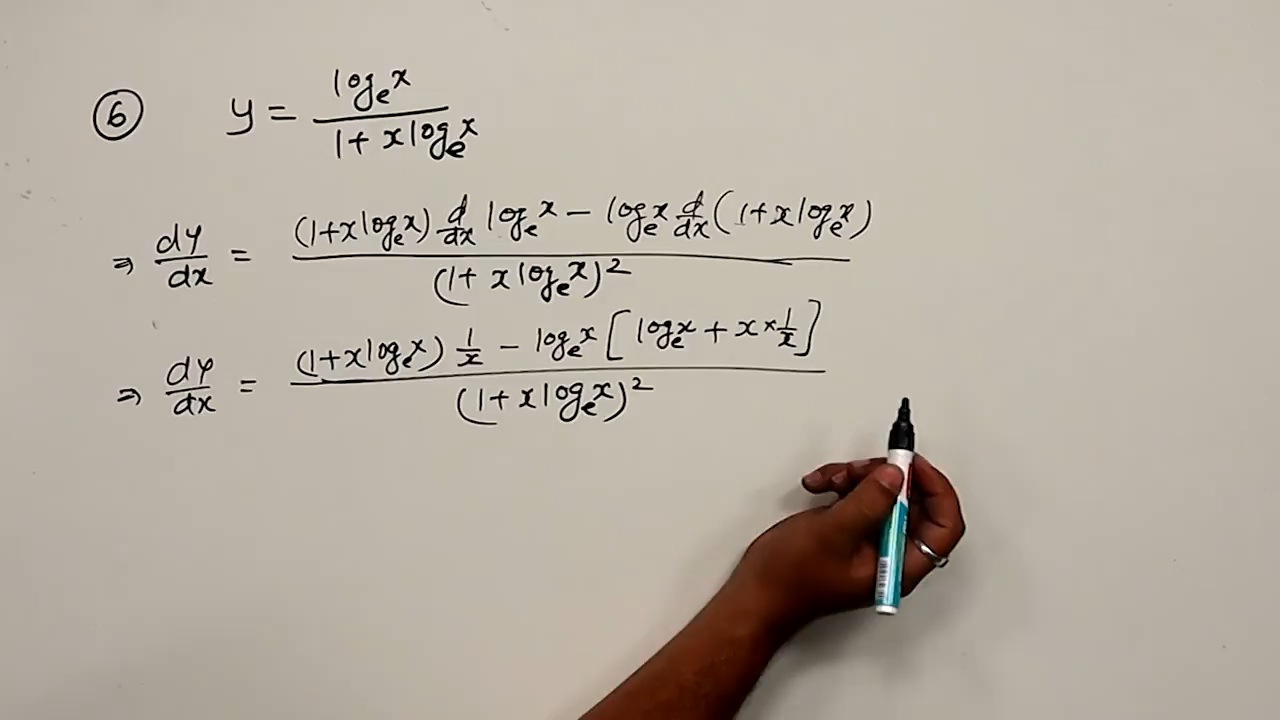 ⑥ y = logₑx / (1 + x logₑx)
⇒ dy/dx = ((1+x logₑx) d/dx logₑx − logₑx d/dx (1+x logₑx)) / (1 + x logₑx)²
⇒ dy/dx = ((1+x logₑx) 1/x − logₑx [logₑx + x × 1/x]) / (1 + x logₑx)²